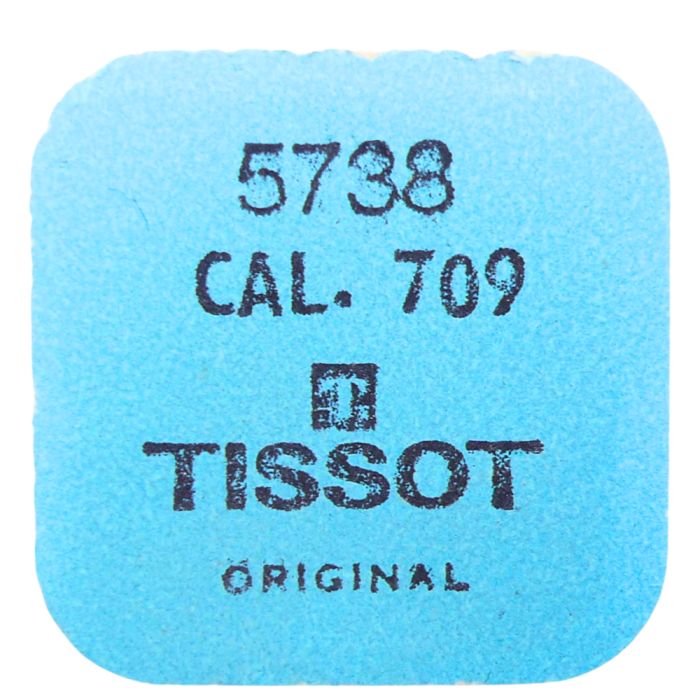 5738
CAL. 709
T
TISSOT
ORIGINAL